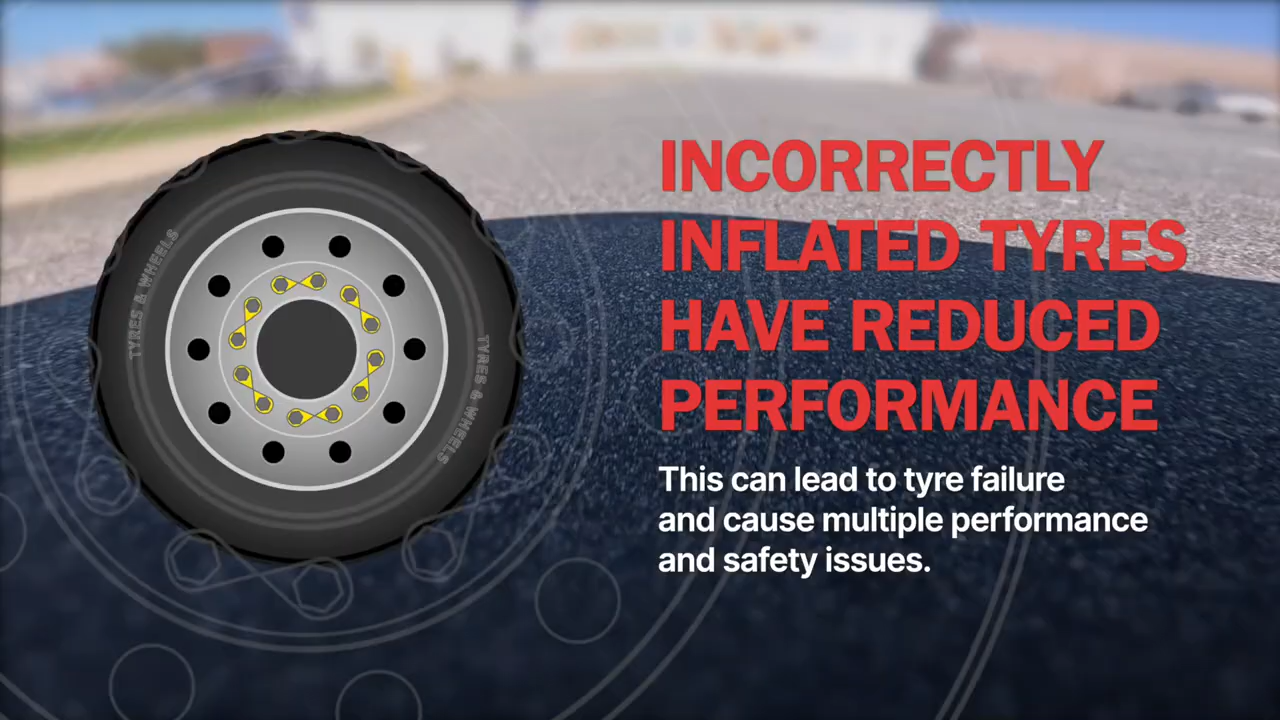 INCORRECTLY
INFLATED TYRES
HAVE REDUCED
PERFORMANCE
This can lead to tyre failure
and cause multiple performance
and safety issues.
TYRES & WHEELS
TYRES & WHEELS